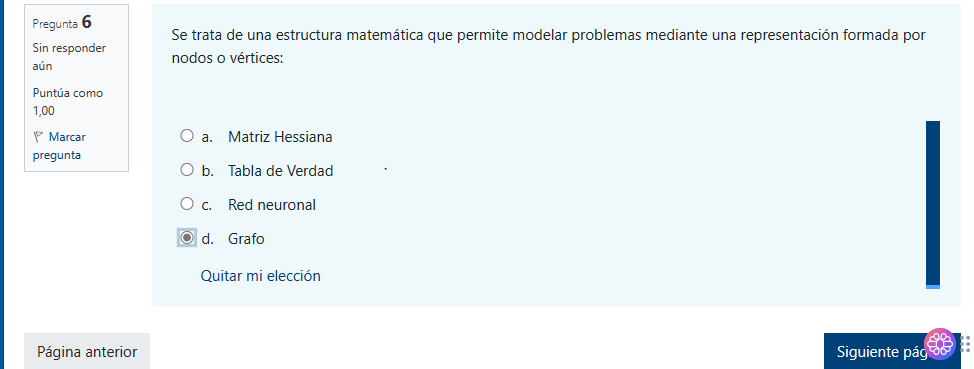 Pregunta 6
Sin responder
aún
Puntúa como
1,00
Marcar
pregunta
Se trata de una estructura matemática que permite modelar problemas mediante una representación formada por
nodos o vértices:
a. Matriz Hessiana
b. Tabla de Verdad
c. Red neuronal
d. Grafo
Quitar mi elección
Página anterior
Siguiente pág